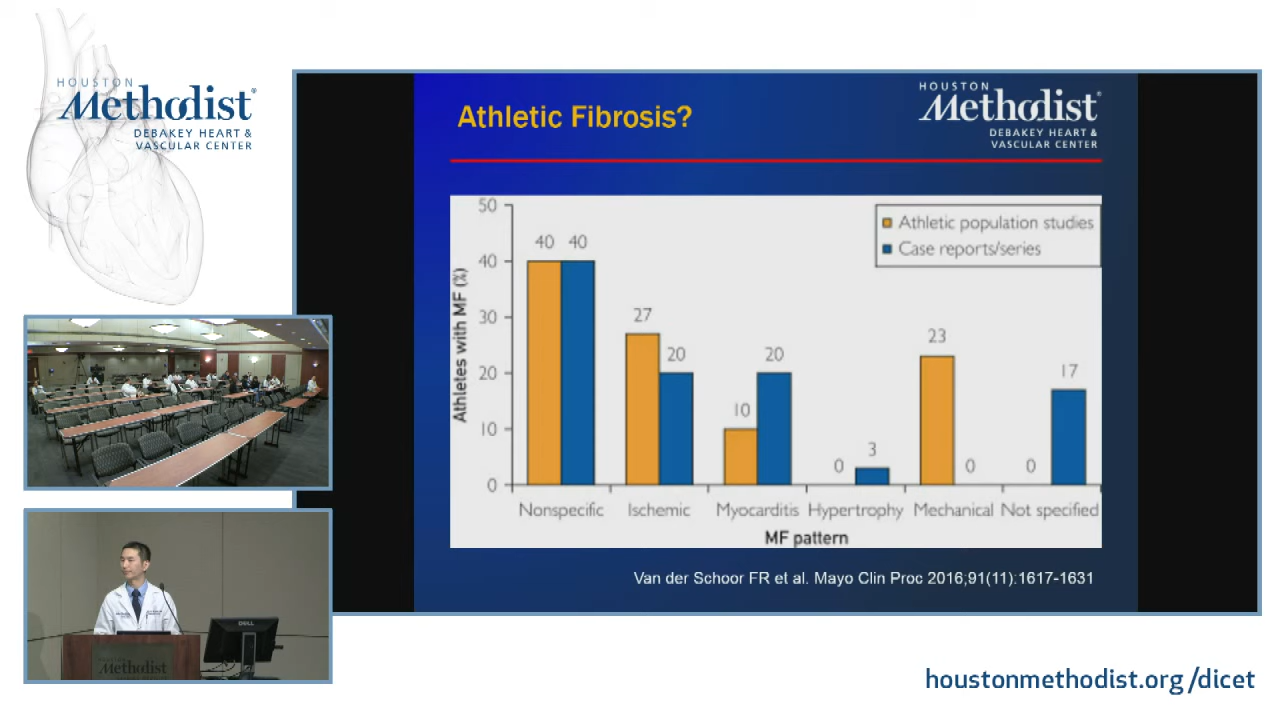 HOUSTON
Methodist®
DEBAKEY HEART &
VASCULAR CENTER
Athletic Fibrosis?
HOUSTON
Methodist®
DEBAKEY HEART &
VASCULAR CENTER
Athletic population studies
Case reports/series
Athletes with MF (%)
50
40
30
20
10
0
40 40
27
20
10
20
0
3
23
0
0
17
Nonspecific Ischemic Myocarditis Hypertrophy Mechanical Not specified
MF pattern
Van der Schoor FR et al. Mayo Clin Proc 2016;91(11):1617-1631
DELL
Methodist
houstonmethodist.org/dicet